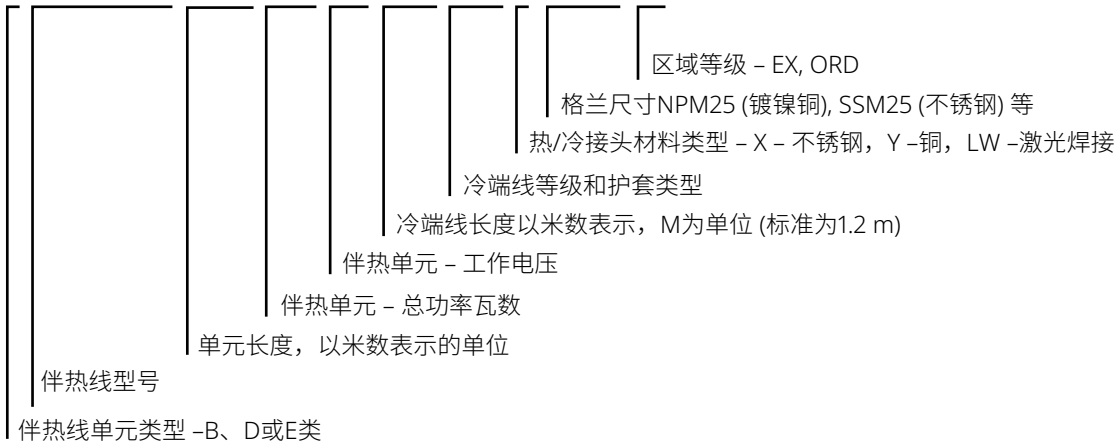 区域等级 – EX, ORD
格兰尺寸NPM25 (镀镍铜), SSM25 (不锈钢) 等
热/冷接头材料类型 – X – 不锈钢，Y –铜，LW –激光焊接
冷端线等级和护套类型
冷端线长度以米数表示，M为单位 (标准为1.2 m)
伴热单元 – 工作电压
伴热单元 – 总功率瓦数
单元长度，以米数表示的单位
伴热线型号
伴热线单元类型 –B、D或E类